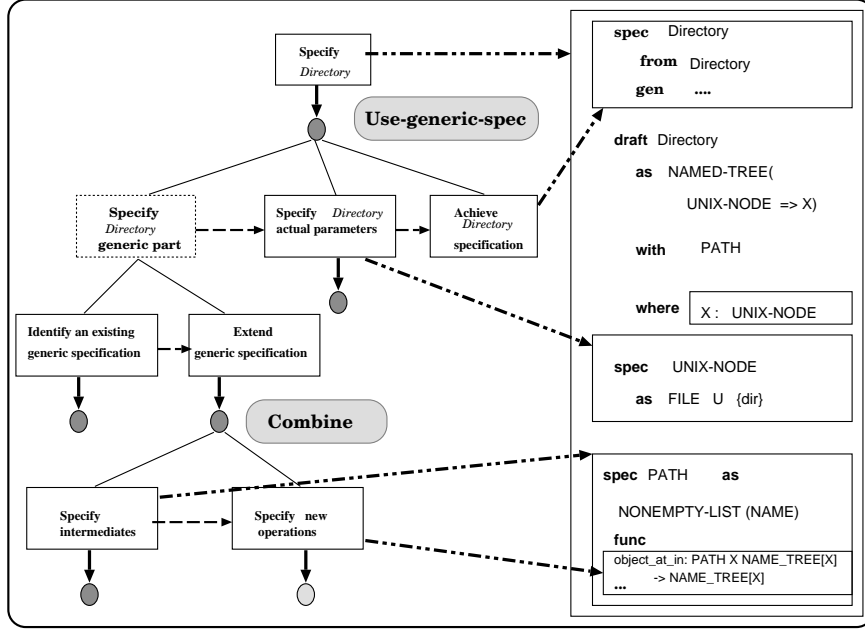 Specify
Directory
Use-generic-spec
Specify
Directory
generic part
Specify Directory
actual parameters
Achieve
Directory
specification
Identify an existing
generic specification
Extend
generic specification
Combine
Specify
intermediates
Specify new
operations
spec Directory
from Directory
gen ....
draft Directory
as NAMED-TREE(
UNIX-NODE => X)
with PATH
where X : UNIX-NODE
spec UNIX-NODE
as FILE U {dir}
spec PATH as
NONEMPTY-LIST (NAME)
func
object_at_in: PATH X NAME_TREE[X]
-> NAME_TREE[X]
...